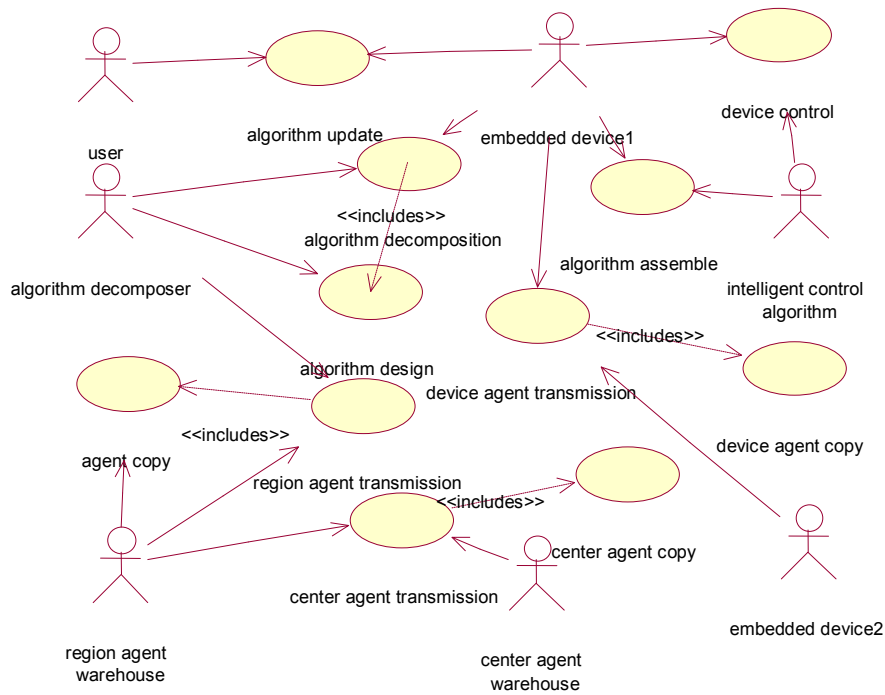 device control
algorithm update
embedded device1
user
<<includes>>
algorithm decomposition
algorithm assemble
algorithm decomposer
intelligent control
algorithm
<<includes>>
algorithm design
device agent transmission
<<includes>>
device agent copy
agent copy
region agent transmission
<<includes>>
center agent copy
center agent transmission
embedded device2
region agent
warehouse
center agent
warehouse